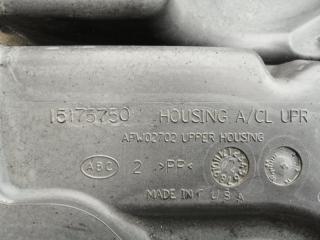 15175750 HOUSING A/CL UPR
AFW02702 UPPER HOUSING
ABC 2 >PP<
MADE IN U.S.A